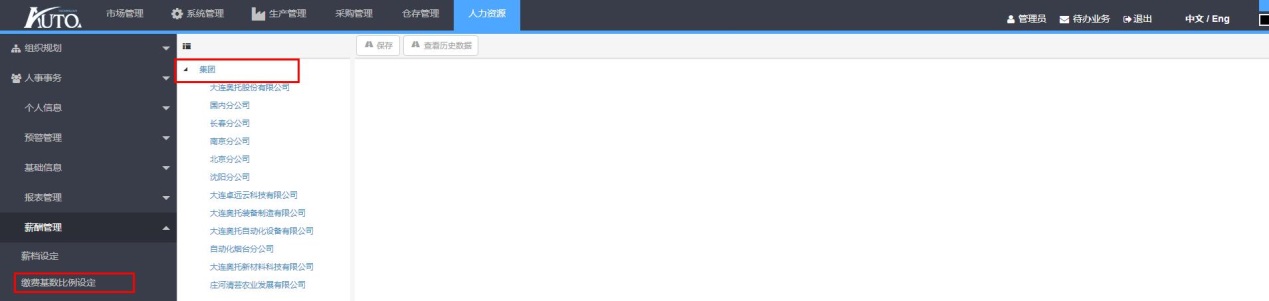 AUTO.
市场管理
系统管理
生产管理
采购管理
仓存管理
人力资源
管理员
待办业务
退出
中文 / Eng
组织规划
人事事务
个人信息
预警管理
基础信息
报表管理
薪酬管理
薪档设定
缴费基数比例设定
集团
大连奥托股份有限公司
国内分公司
长春分公司
南京分公司
北京分公司
沈阳分公司
大连卓远云科技有限公司
大连奥托装备制造有限公司
大连奥托自动化设备有限公司
自动化烟台分公司
大连奥托新材料科技有限公司
庄河道芸农业发展有限公司
保存
查看历史数据